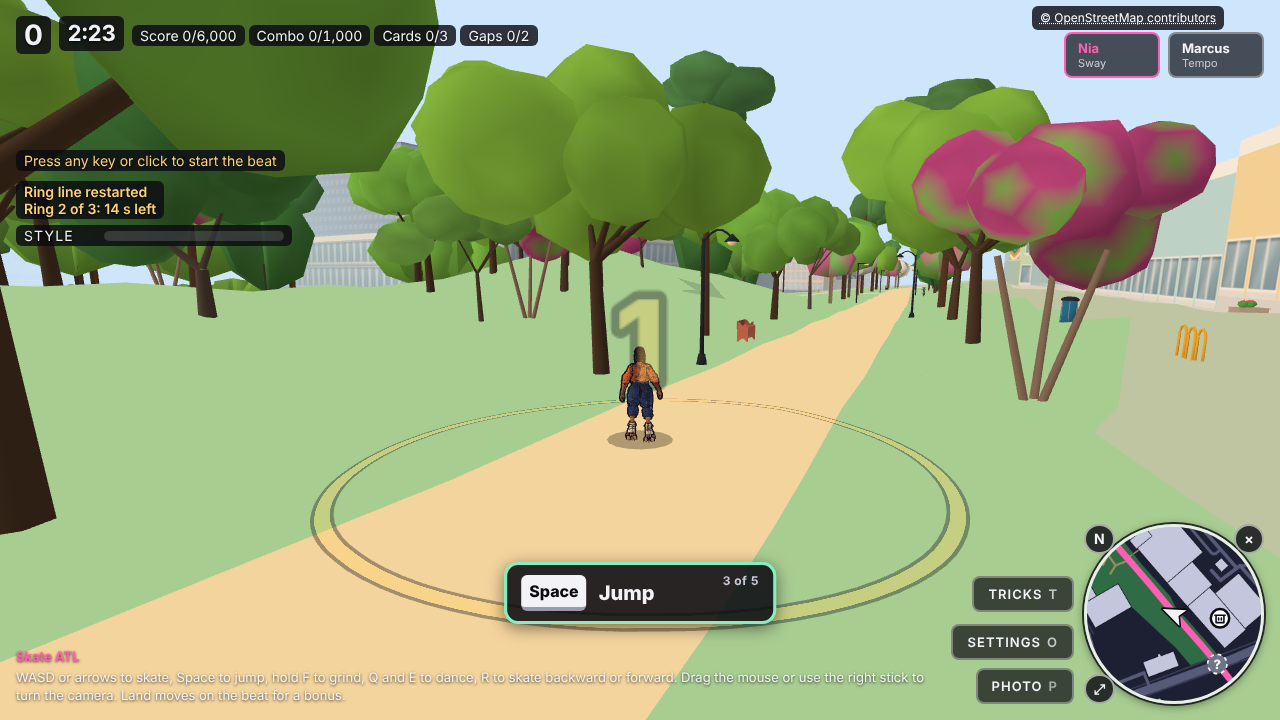 0
2:23
Score 0/6,000
Combo 0/1,000
Cards 0/3
Gaps 0/2
© OpenStreetMap contributors
Nia
Sway
Marcus
Tempo
Press any key or click to start the beat
Ring line restarted
Ring 2 of 3: 14 s left
STYLE
1
Space
Jump
3 of 5
N
×
TRICKS T
SETTINGS O
PHOTO P
?
Skate ATL
WASD or arrows to skate, Space to jump, hold F to grind, Q and E to dance, R to skate backward or forward. Drag the mouse or use the right stick to
turn the camera. Land moves on the beat for a bonus.